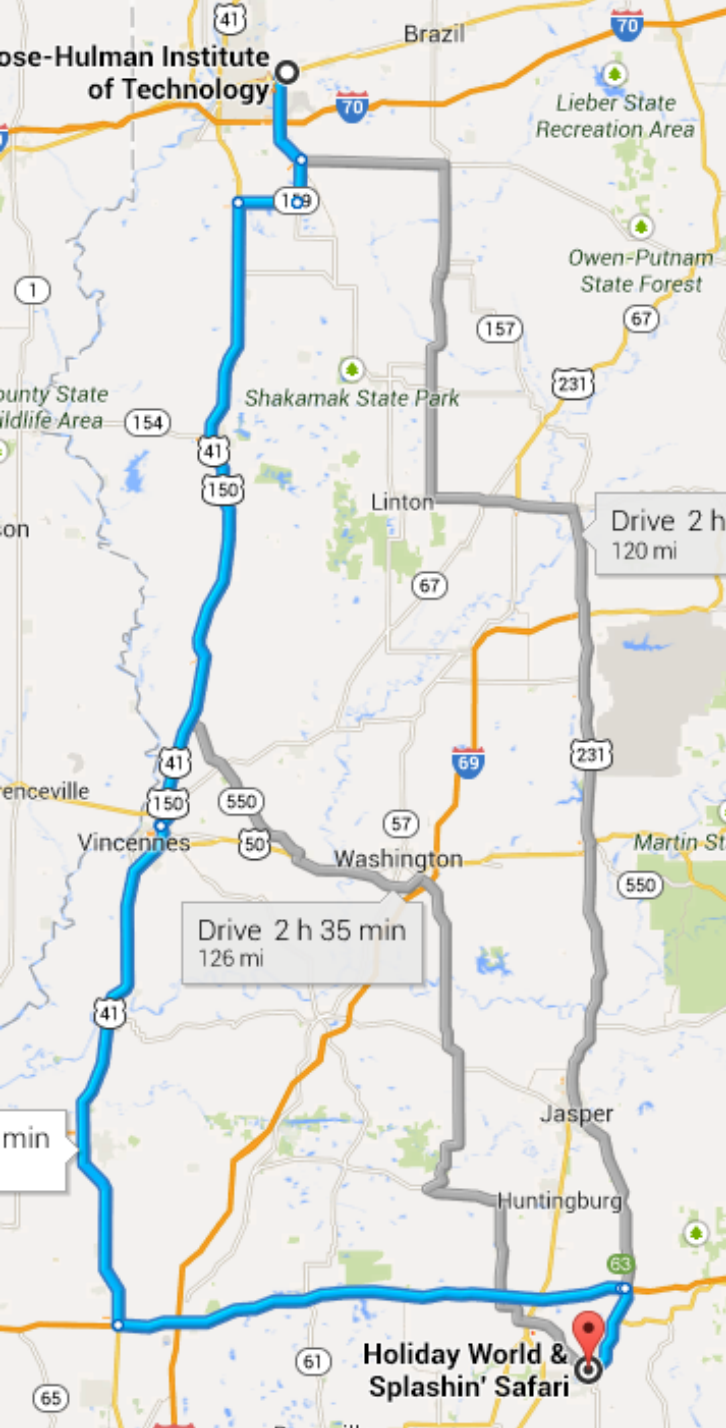 41
Brazil
70
ose-Hulman Institute
of Technology
70
Lieber State
Recreation Area
159
Owen-Putnam
State Forest
1
67
157
231
ounty State
ildlife Area
Shakamak State Park
154
41
150
Linton
Drive 2 h
120 mi
son
67
231
41
69
renceville
150
550
57
Vincennes
50
Washington
Martin St
550
Drive 2 h 35 min
126 mi
41
Jasper
min
Huntingburg
63
Holiday World &
Splashin' Safari
61
65